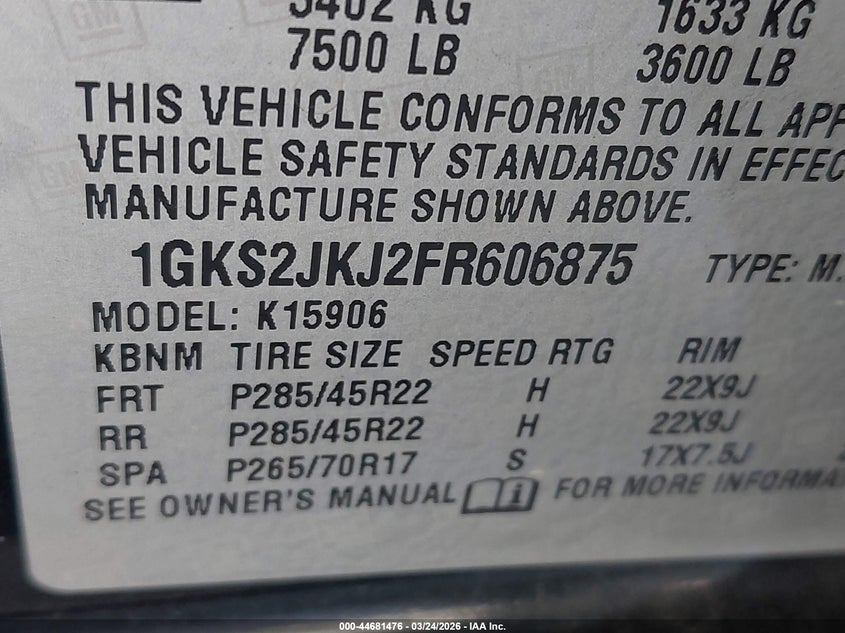 3402 KG 1633 KG
7500 LB 3600 LB
THIS VEHICLE CONFORMS TO ALL APP
VEHICLE SAFETY STANDARDS IN EFFEC
MANUFACTURE SHOWN ABOVE.
1GKS2JKJ2FR606875 TYPE: M.
MODEL: K15906
KBNM TIRE SIZE SPEED RTG RIM
FRT P285/45R22 H 22X9J
RR P285/45R22 H 22X9J
SPA P265/70R17 S 17X7.5J
SEE OWNER'S MANUAL i FOR MORE INFORMA
000-44681476 - 03/24/2026 - IAA Inc.